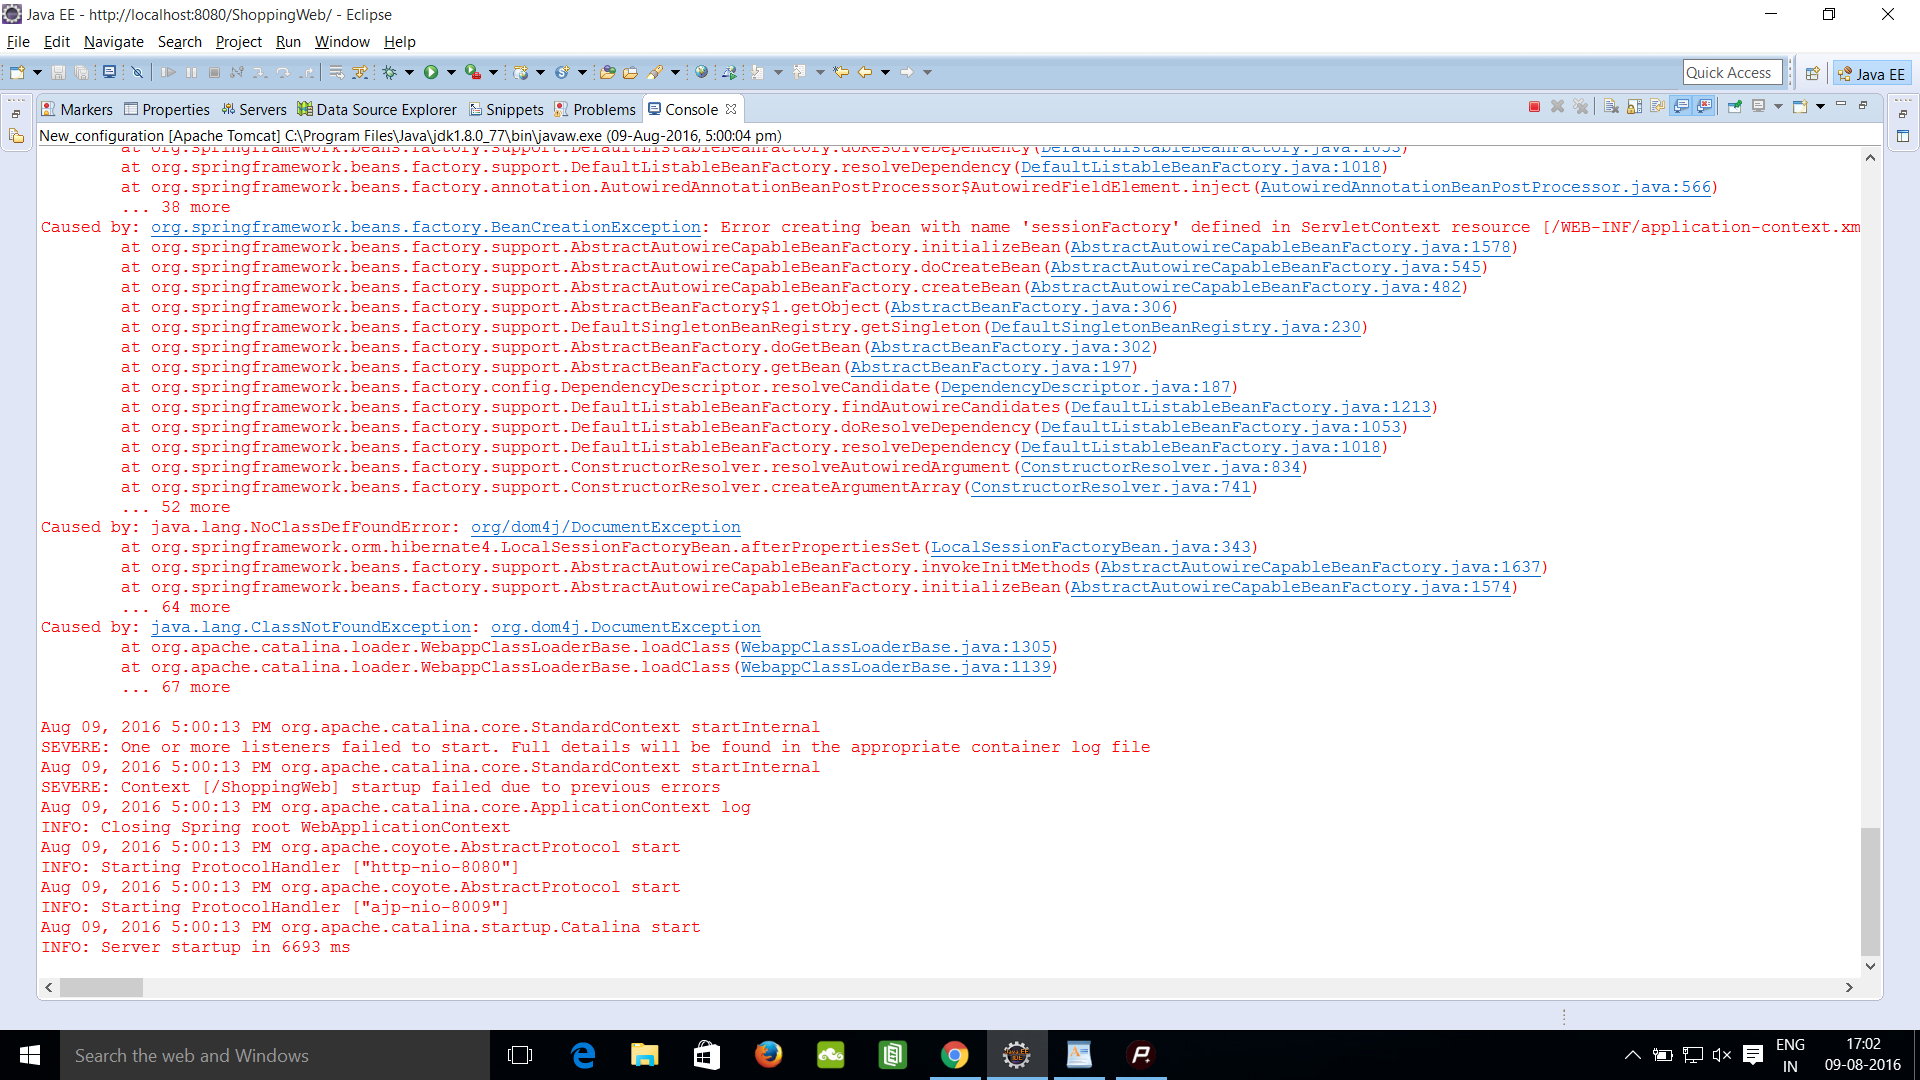 Java EE - http://localhost:8080/ShoppingWeb/ - Eclipse
File Edit Navigate Search Project Run Window Help
Quick Access
Java EE
Markers Properties Servers Data Source Explorer Snippets Problems Console
New_configuration [Apache Tomcat] C:\Program Files\Java\jdk1.8.0_77\bin\javaw.exe (09-Aug-2016, 5:00:04 pm)
at org.springframework.beans.factory.support.DefaultListableBeanFactory.doResolveDependency(DefaultListableBeanFactory.java:1053)
at org.springframework.beans.factory.support.DefaultListableBeanFactory.resolveDependency(DefaultListableBeanFactory.java:1018)
at org.springframework.beans.factory.annotation.AutowiredAnnotationBeanPostProcessor$AutowiredFieldElement.inject(AutowiredAnnotationBeanPostProcessor.java:566)
... 38 more
Caused by: org.springframework.beans.factory.BeanCreationException: Error creating bean with name 'sessionFactory' defined in ServletContext resource [/WEB-INF/application-context.xm
at org.springframework.beans.factory.support.AbstractAutowireCapableBeanFactory.initializeBean(AbstractAutowireCapableBeanFactory.java:1578)
at org.springframework.beans.factory.support.AbstractAutowireCapableBeanFactory.doCreateBean(AbstractAutowireCapableBeanFactory.java:545)
at org.springframework.beans.factory.support.AbstractAutowireCapableBeanFactory.createBean(AbstractAutowireCapableBeanFactory.java:482)
at org.springframework.beans.factory.support.AbstractBeanFactory$1.getObject(AbstractBeanFactory.java:306)
at org.springframework.beans.factory.support.DefaultSingletonBeanRegistry.getSingleton(DefaultSingletonBeanRegistry.java:230)
at org.springframework.beans.factory.support.AbstractBeanFactory.doGetBean(AbstractBeanFactory.java:302)
at org.springframework.beans.factory.support.AbstractBeanFactory.getBean(AbstractBeanFactory.java:197)
at org.springframework.beans.factory.config.DependencyDescriptor.resolveCandidate(DependencyDescriptor.java:187)
at org.springframework.beans.factory.support.DefaultListableBeanFactory.findAutowireCandidates(DefaultListableBeanFactory.java:1213)
at org.springframework.beans.factory.support.DefaultListableBeanFactory.doResolveDependency(DefaultListableBeanFactory.java:1053)
at org.springframework.beans.factory.support.DefaultListableBeanFactory.resolveDependency(DefaultListableBeanFactory.java:1018)
at org.springframework.beans.factory.support.ConstructorResolver.resolveAutowiredArgument(ConstructorResolver.java:834)
at org.springframework.beans.factory.support.ConstructorResolver.createArgumentArray(ConstructorResolver.java:741)
... 52 more
Caused by: java.lang.NoClassDefFoundError: org/dom4j/DocumentException
at org.springframework.orm.hibernate4.LocalSessionFactoryBean.afterPropertiesSet(LocalSessionFactoryBean.java:343)
at org.springframework.beans.factory.support.AbstractAutowireCapableBeanFactory.invokeInitMethods(AbstractAutowireCapableBeanFactory.java:1637)
at org.springframework.beans.factory.support.AbstractAutowireCapableBeanFactory.initializeBean(AbstractAutowireCapableBeanFactory.java:1574)
... 64 more
Caused by: java.lang.ClassNotFoundException: org.dom4j.DocumentException
at org.apache.catalina.loader.WebappClassLoaderBase.loadClass(WebappClassLoaderBase.java:1305)
at org.apache.catalina.loader.WebappClassLoaderBase.loadClass(WebappClassLoaderBase.java:1139)
... 67 more
Aug 09, 2016 5:00:13 PM org.apache.catalina.core.StandardContext startInternal
SEVERE: One or more listeners failed to start. Full details will be found in the appropriate container log file
Aug 09, 2016 5:00:13 PM org.apache.catalina.core.StandardContext startInternal
SEVERE: Context [/ShoppingWeb] startup failed due to previous errors
Aug 09, 2016 5:00:13 PM org.apache.catalina.core.ApplicationContext log
INFO: Closing Spring root WebApplicationContext
Aug 09, 2016 5:00:13 PM org.apache.coyote.AbstractProtocol start
INFO: Starting ProtocolHandler ["http-nio-8080"]
Aug 09, 2016 5:00:13 PM org.apache.coyote.AbstractProtocol start
INFO: Starting ProtocolHandler ["ajp-nio-8009"]
Aug 09, 2016 5:00:13 PM org.apache.catalina.startup.Catalina start
INFO: Server startup in 6693 ms
Search the web and Windows
ENG
IN
17:02
09-08-2016